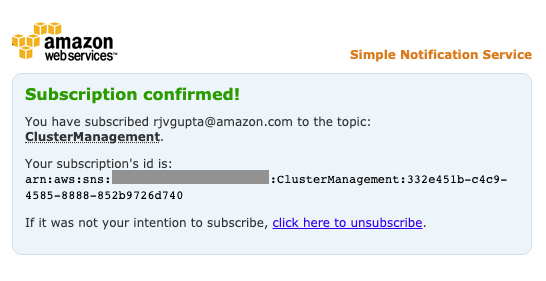 amazon
webservices™
Simple Notification Service
Subscription confirmed!
You have subscribed rjvgupta@amazon.com to the topic:
ClusterManagement.
Your subscription's id is:
arn:aws:sns: :ClusterManagement:332e451b-c4c9-
4585-8888-852b9726d740
If it was not your intention to subscribe, click here to unsubscribe.